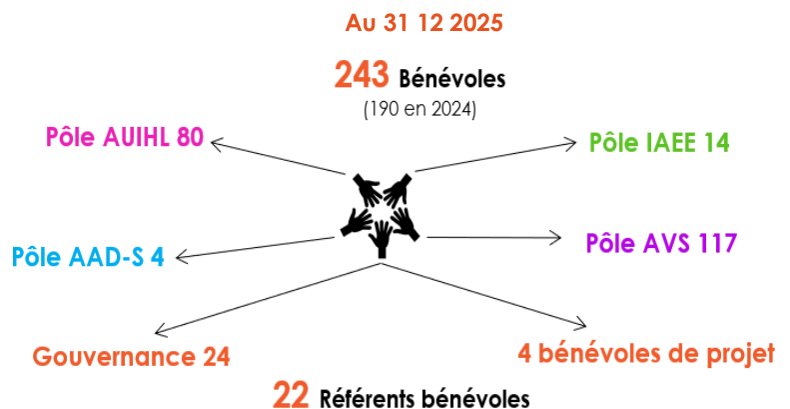 Au 31 12 2025
243 Bénévoles
(190 en 2024)
Pôle AUIHL 80
Pôle IAEE 14
Pôle AAD-S 4
Pôle AVS 117
Gouvernance 24
4 bénévoles de projet
22 Référents bénévoles